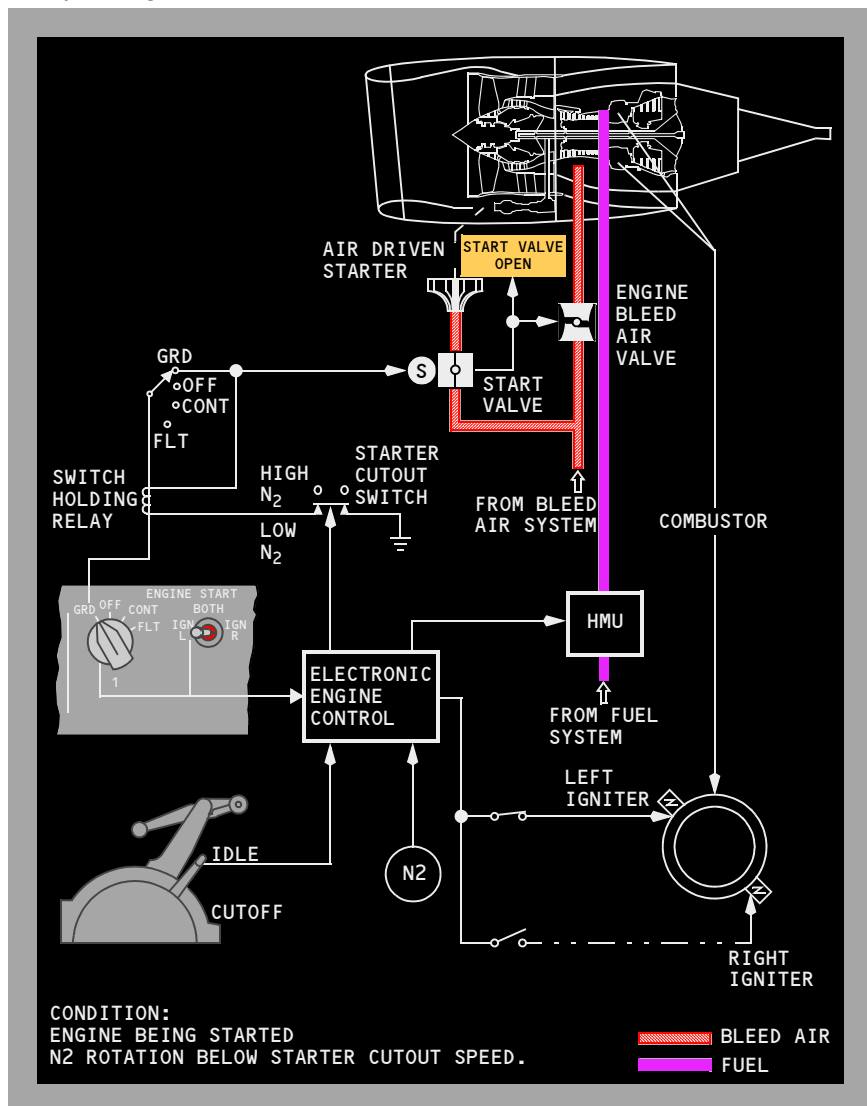 AIR DRIVEN
STARTER
START VALVE
OPEN
ENGINE
BLEED
AIR
VALVE
GRD
OFF
CONT
FLT
S
START
VALVE
SWITCH
HOLDING
RELAY
HIGH
N2
LOW
N2
STARTER
CUTOUT
SWITCH
FROM BLEED
AIR SYSTEM
COMBUSTOR
ENGINE START
GRD
OFF
CONT
FLT
1
BOTH
IGN
L
IGN
R
HMU
ELECTRONIC
ENGINE
CONTROL
FROM FUEL
SYSTEM
LEFT
IGNITER
IDLE
CUTOFF
N2
RIGHT
IGNITER
CONDITION:
ENGINE BEING STARTED
N2 ROTATION BELOW STARTER CUTOUT SPEED.
BLEED AIR
FUEL